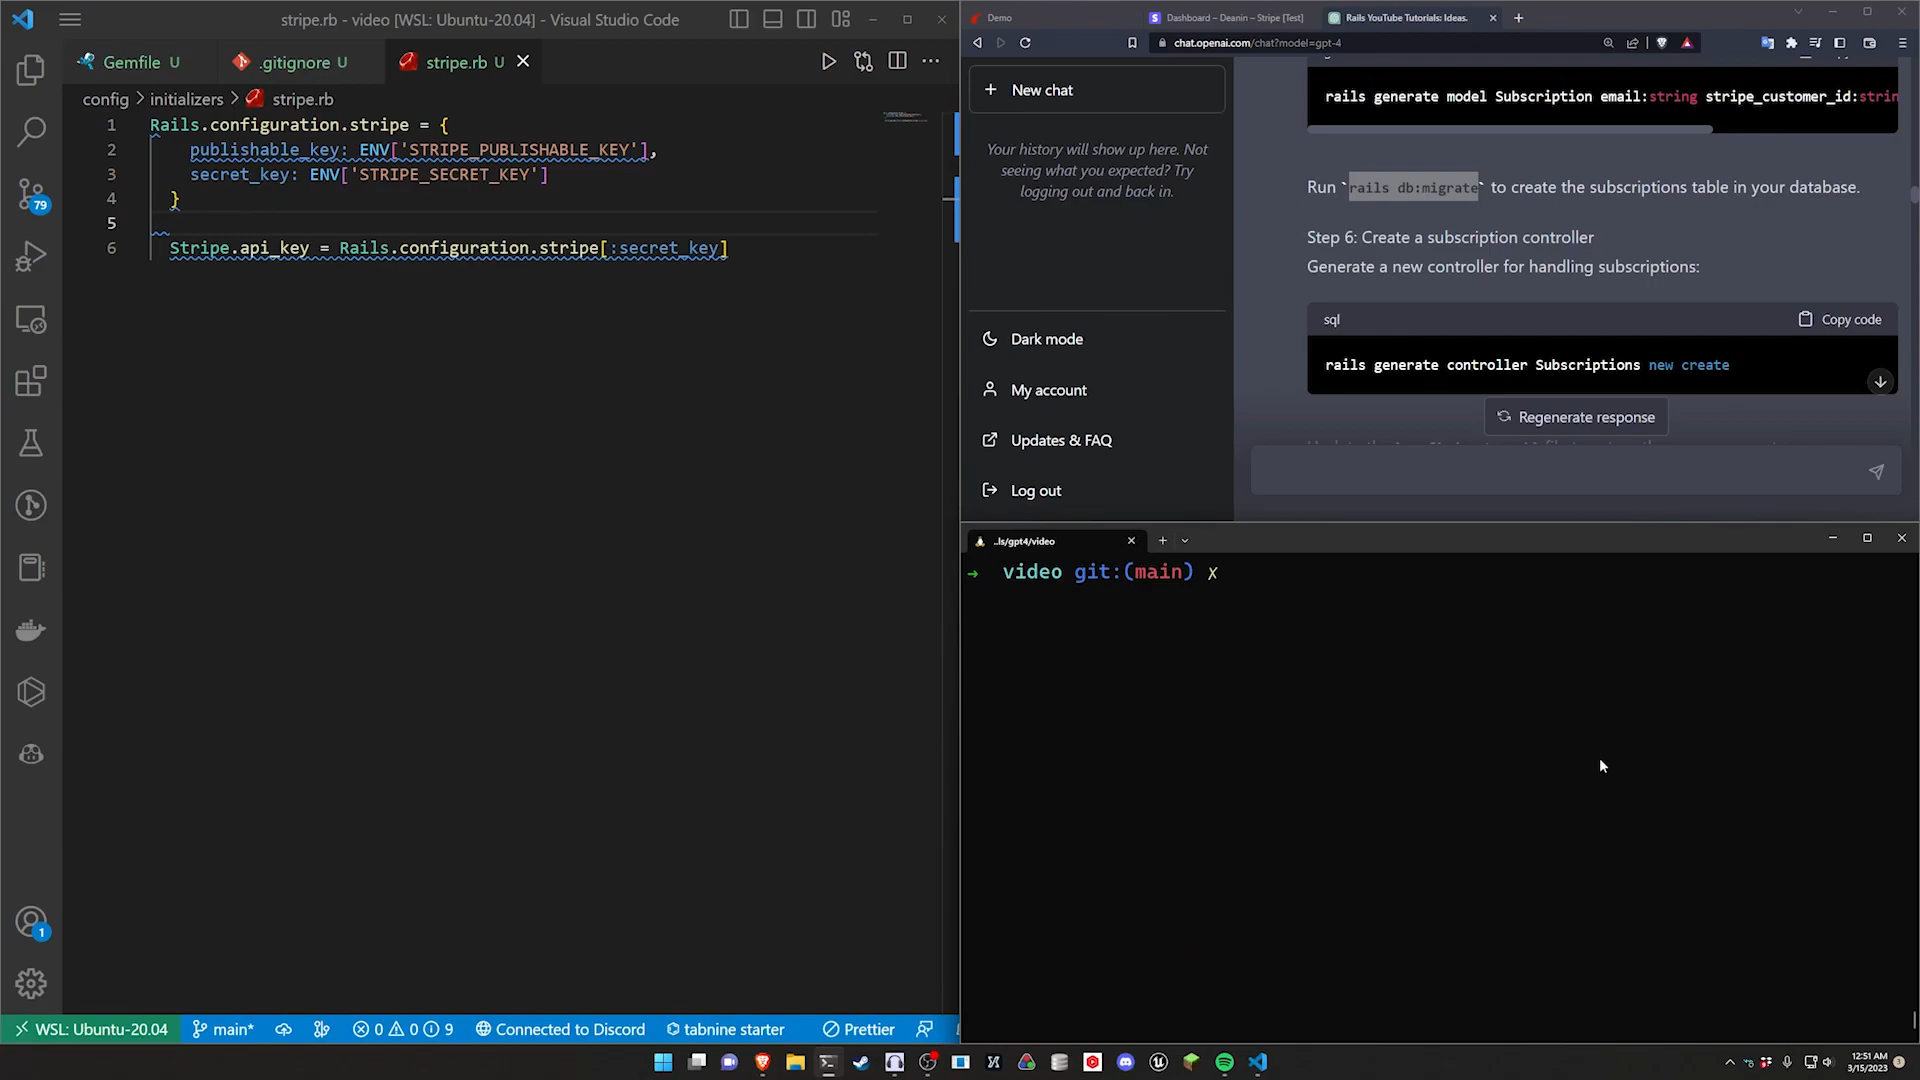 stripe.rb - video [WSL: Ubuntu-20.04] - Visual Studio Code
Gemfile U
.gitignore U
stripe.rb U
config > initializers > stripe.rb
1 Rails.configuration.stripe = {
2 publishable_key: ENV['STRIPE_PUBLISHABLE_KEY'],
3 secret_key: ENV['STRIPE_SECRET_KEY']
4 }
5
6 Stripe.api_key = Rails.configuration.stripe[:secret_key]
79
1
WSL: Ubuntu-20.04
main*
0 0 9
Connected to Discord
tabnine starter
Prettier
Demo
Dashboard – Deanin – Stripe [Test]
Rails YouTube Tutorials: Ideas.
chat.openai.com/chat?model=gpt-4
New chat
Your history will show up here. Not
seeing what you expected? Try
logging out and back in.
Dark mode
My account
Updates & FAQ
Log out
rails generate model Subscription email:string stripe_customer_id:strin
Run `rails db:migrate` to create the subscriptions table in your database.
Step 6: Create a subscription controller
Generate a new controller for handling subscriptions:
sql
Copy code
rails generate controller Subscriptions new create
Regenerate response
..ls/gpt4/video
→ video git:(main) x
12:51 AM
3/15/2023
3